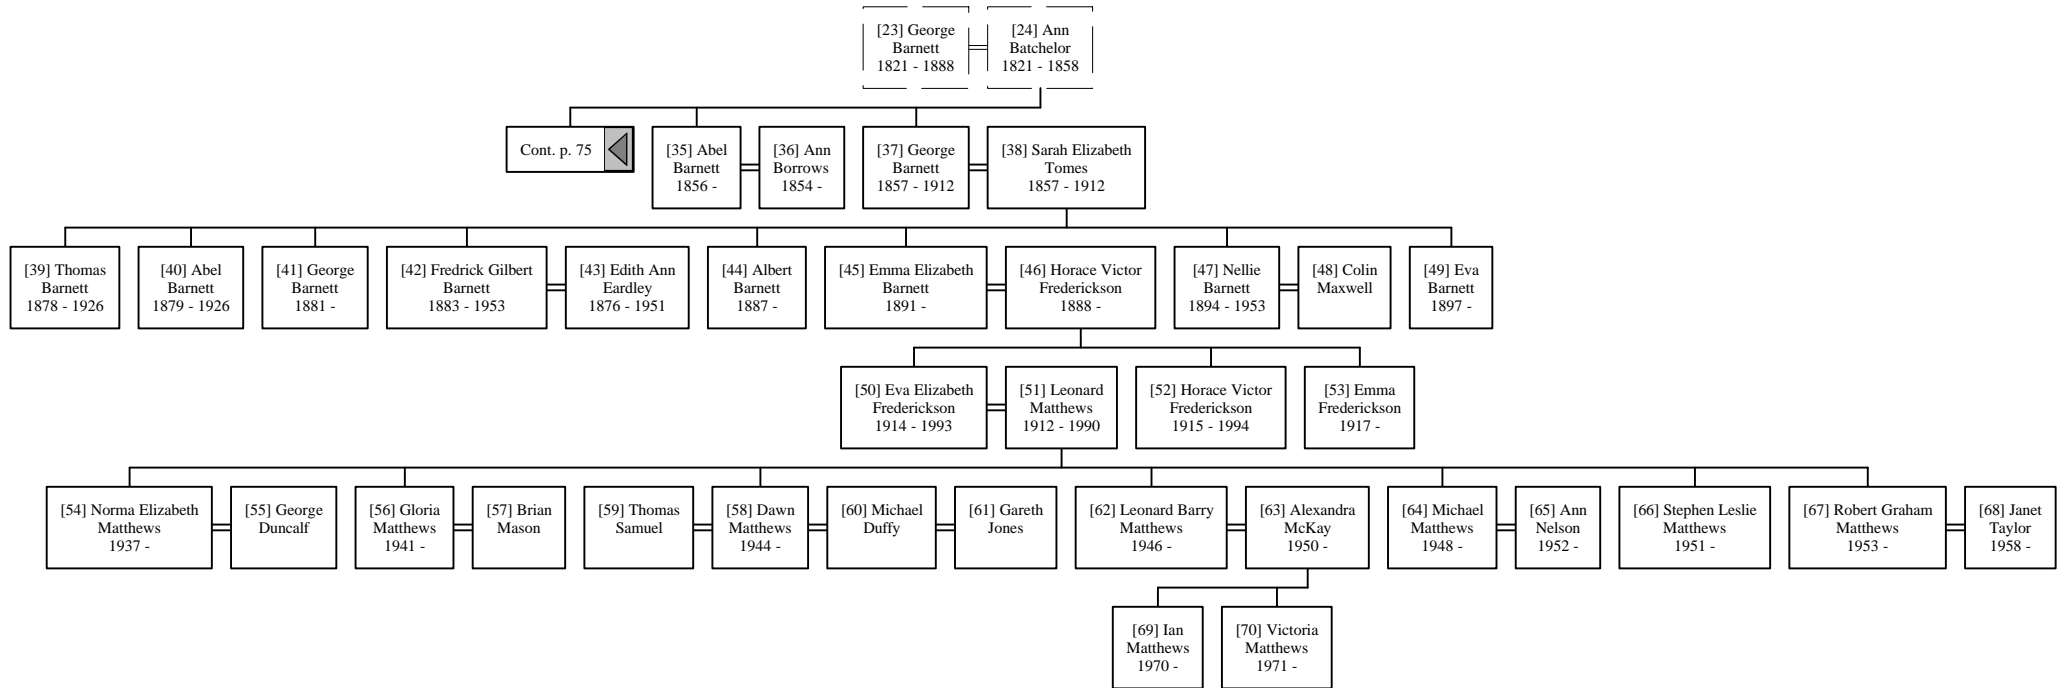 [23] George
Barnett
1821 - 1888
[24] Ann
Batchelor
1821 - 1858
Cont. p. 75
[35] Abel
Barnett
1856 -
[36] Ann
Borrows
1854 -
[37] George
Barnett
1857 - 1912
[38] Sarah Elizabeth
Tomes
1857 - 1912
[39] Thomas
Barnett
1878 - 1926
[40] Abel
Barnett
1879 - 1926
[41] George
Barnett
1881 -
[42] Fredrick Gilbert
Barnett
1883 - 1953
[43] Edith Ann
Eardley
1876 - 1951
[44] Albert
Barnett
1887 -
[45] Emma Elizabeth
Barnett
1891 -
[46] Horace Victor
Frederickson
1888 -
[47] Nellie
Barnett
1894 - 1953
[48] Colin
Maxwell
[49] Eva
Barnett
1897 -
[50] Eva Elizabeth
Frederickson
1914 - 1993
[51] Leonard
Matthews
1912 - 1990
[52] Horace Victor
Frederickson
1915 - 1994
[53] Emma
Frederickson
1917 -
[54] Norma Elizabeth
Matthews
1937 -
[55] George
Duncalf
[56] Gloria
Matthews
1941 -
[57] Brian
Mason
[59] Thomas
Samuel
[58] Dawn
Matthews
1944 -
[60] Michael
Duffy
[61] Gareth
Jones
[62] Leonard Barry
Matthews
1946 -
[63] Alexandra
McKay
1950 -
[64] Michael
Matthews
1948 -
[65] Ann
Nelson
1952 -
[66] Stephen Leslie
Matthews
1951 -
[67] Robert Graham
Matthews
1953 -
[68] Janet
Taylor
1958 -
[69] Ian
Matthews
1970 -
[70] Victoria
Matthews
1971 -